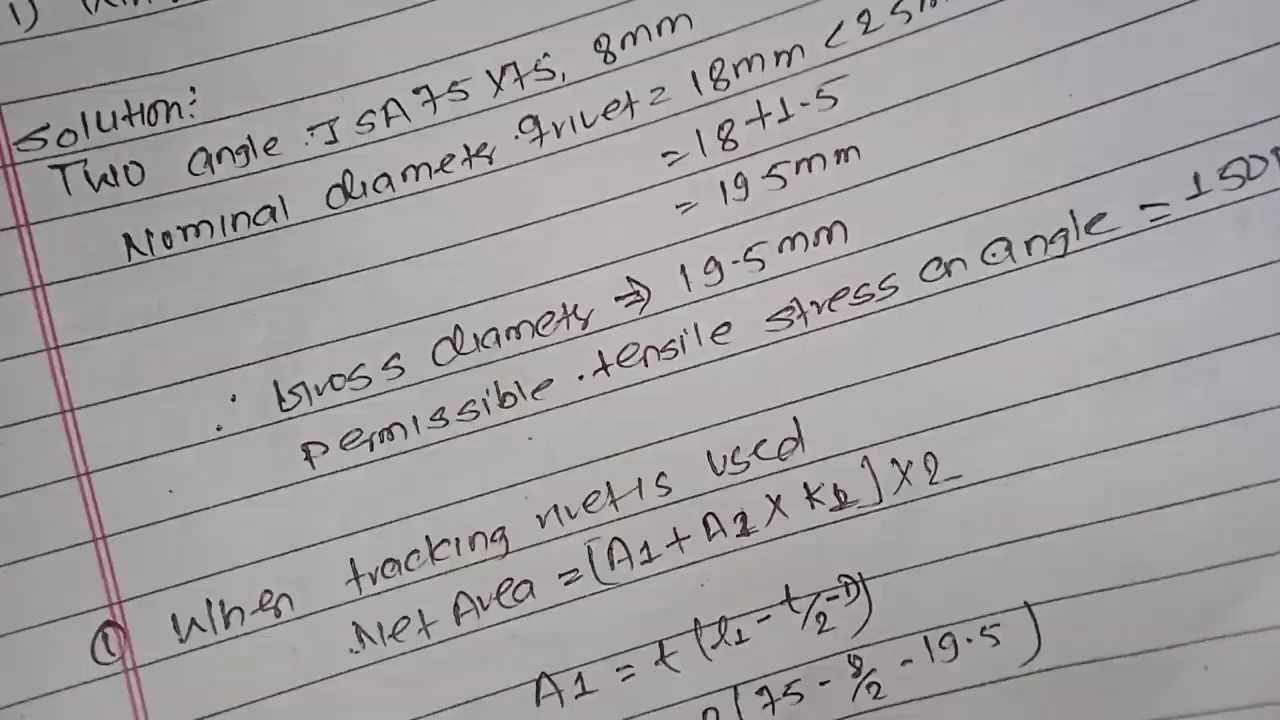 1)
Solution:
Two angle ISA 75 X75, 8mm
Nominal diameter of rivet = 18mm < 25
= 18 + 1.5
= 19.5mm
∴ Gross diameter ⇒ 19.5mm
permissible tensile stress on angle = 150
① When tracking rivet is used
Net Area = [A1 + A2 X K2] X 2
A1 = t (l1 - t/2 - D)
(75 - 8/2 - 19.5)